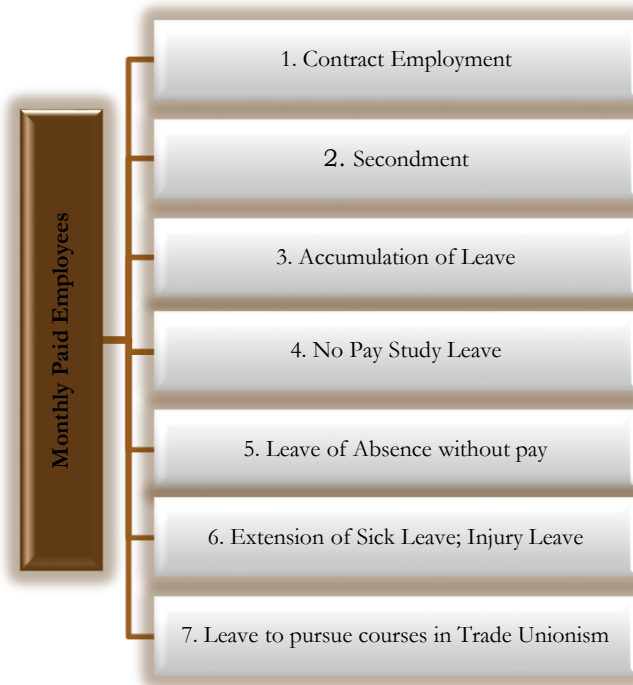 Monthly Paid Employees
1. Contract Employment
2. Secondment
3. Accumulation of Leave
4. No Pay Study Leave
5. Leave of Absence without pay
6. Extension of Sick Leave; Injury Leave
7. Leave to pursue courses in Trade Unionism